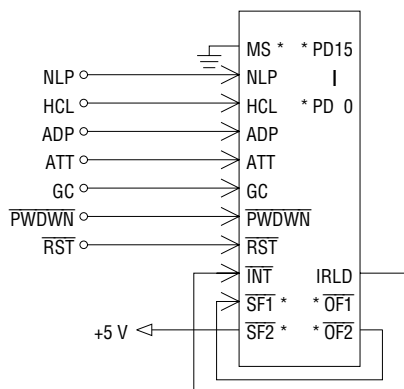 MS * * PD15
NLP NLP I
HCL HCL * PD 0
ADP ADP
ATT ATT
GC GC
PWDWN PWDWN
RST RST
INT IRLD
SF1 * * OF1
+5 V SF2 * * OF2